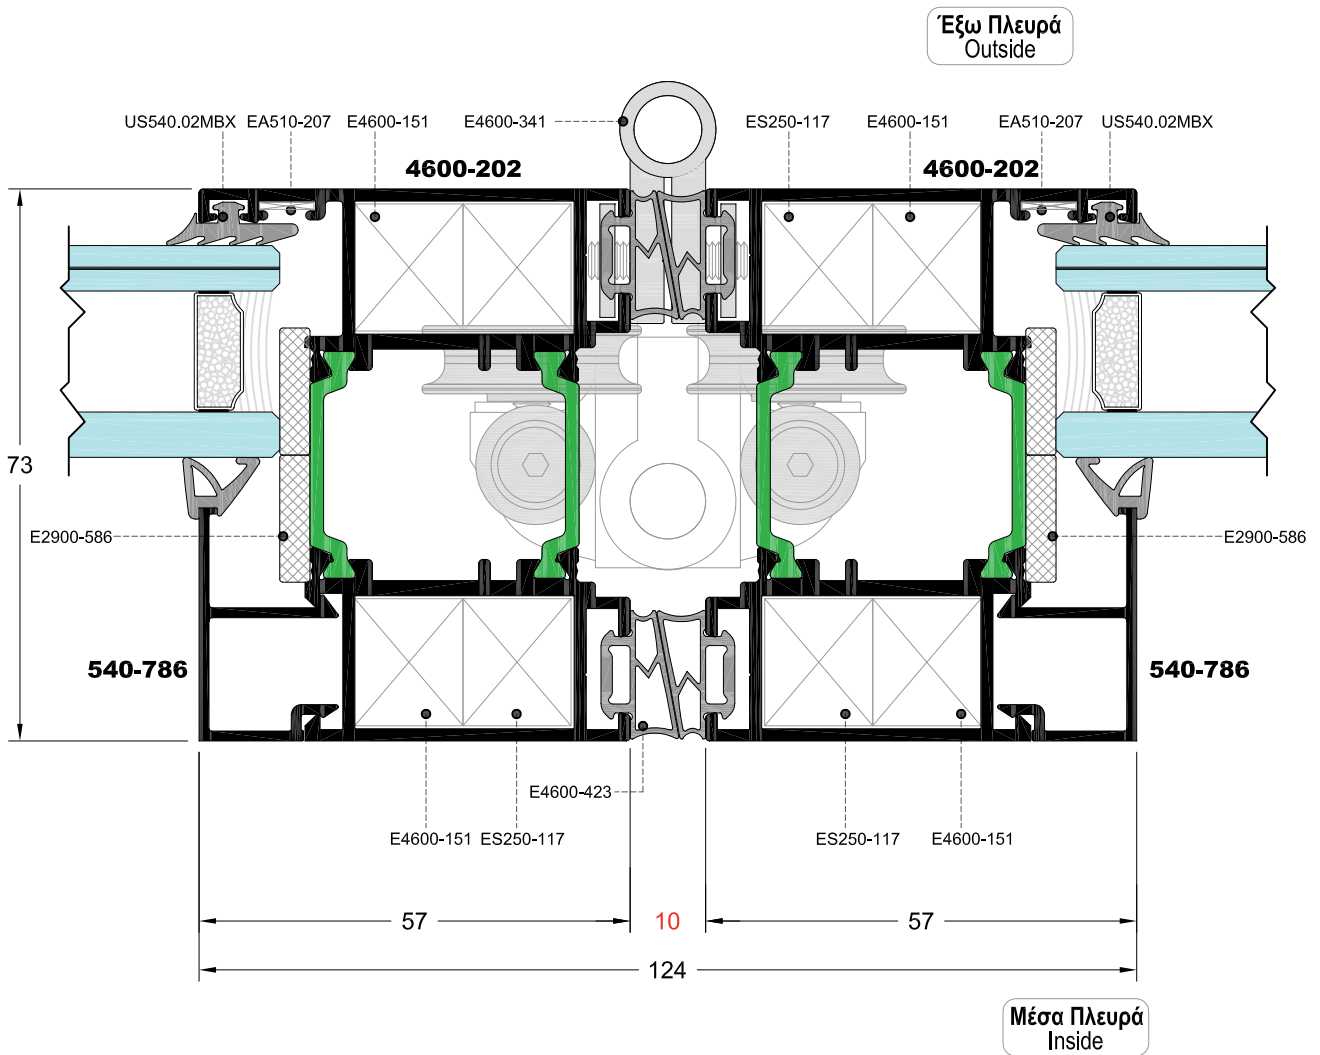 Έξω Πλευρά
Outside
US540.02MBX EA510-207 E4600-151 E4600-341 ES250-117 E4600-151 EA510-207 US540.02MBX
4600-202 4600-202
73
E2900-586 E2900-586
540-786 540-786
E4600-423
E4600-151 ES250-117 ES250-117 E4600-151
57 10 57
124
Μέσα Πλευρά
Inside